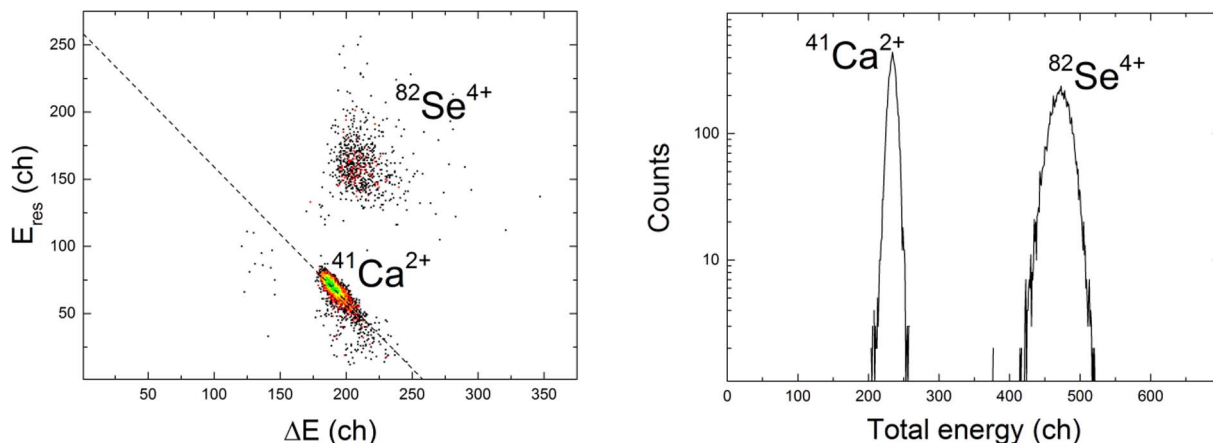 250
200
150
100
50
E_res (ch)
⁸²Se⁴⁺
⁴¹Ca²⁺
50 100 150 200 250 300 350
ΔE (ch)
⁴¹Ca²⁺
⁸²Se⁴⁺
100
10
Counts
0 100 200 300 400 500 600
Total energy (ch)